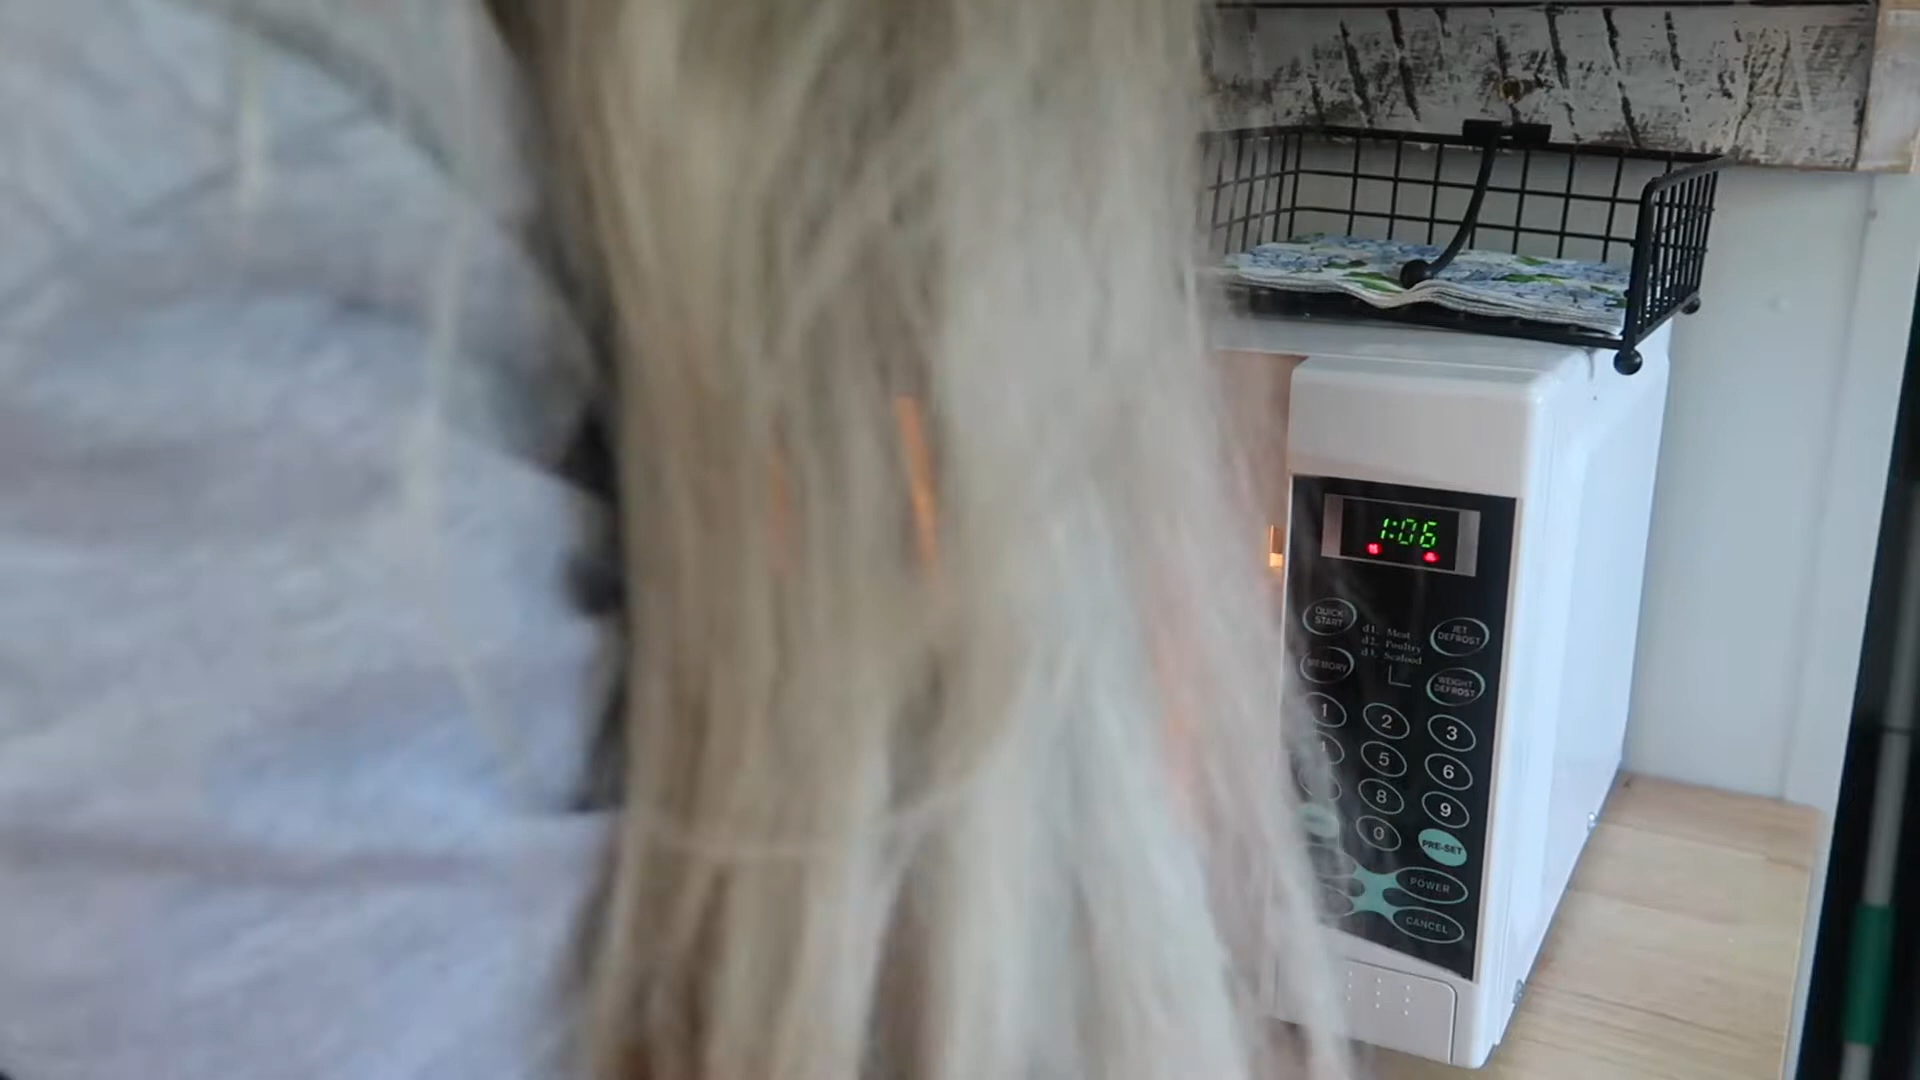 1:06
QUICK START
JET DEFROST
d1. Meat
d2. Poultry
d3. Seafood
MEMORY
WEIGHT DEFROST
1 2 3
5 6
8 9
0
PRE-SET
POWER
CANCEL